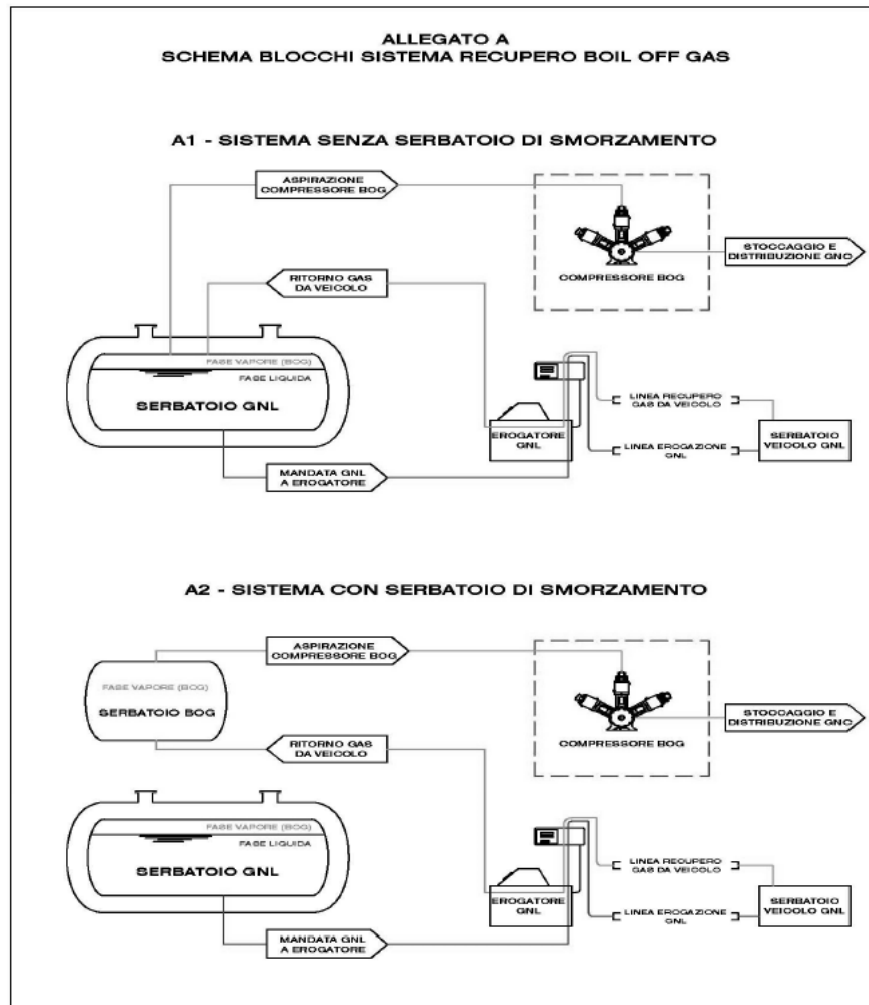 ALLEGATO A
SCHEMA BLOCCHI SISTEMA RECUPERO BOIL OFF GAS
A1 - SISTEMA SENZA SERBATOIO DI SMORZAMENTO
ASPIRAZIONE
COMPRESSORE BOG
STOCCAGGIO E
DISTRIBUZIONE GNC
COMPRESSORE BOG
RITORNO GAS
DA VEICOLO
FASE VAPORE (BOG)
FASE LIQUIDA
SERBATOIO GNL
LINEA RECUPERO
GAS DA VEICOLO
EROGATORE
GNL
LINEA EROGAZIONE
GNL
SERBATOIO
VEICOLO GNL
MANDATA GNL
A EROGATORE
A2 - SISTEMA CON SERBATOIO DI SMORZAMENTO
ASPIRAZIONE
COMPRESSORE BOG
FASE VAPORE (BOG)
SERBATOIO BOG
STOCCAGGIO E
DISTRIBUZIONE GNC
COMPRESSORE BOG
RITORNO GAS
DA VEICOLO
FASE VAPORE (BOG)
FASE LIQUIDA
SERBATOIO GNL
LINEA RECUPERO
GAS DA VEICOLO
EROGATORE
GNL
LINEA EROGAZIONE
GNL
SERBATOIO
VEICOLO GNL
MANDATA GNL
A EROGATORE